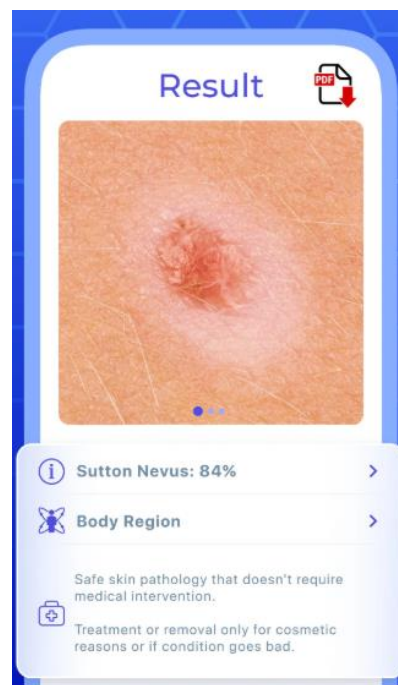 Result
PDF
Sutton Nevus: 84%
Body Region
Safe skin pathology that doesn't require
medical intervention.
Treatment or removal only for cosmetic
reasons or if condition goes bad.